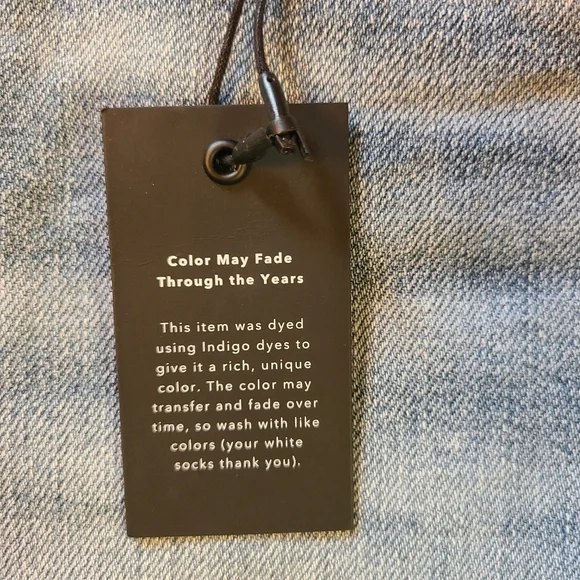 Color May Fade
Through the Years
This item was dyed
using Indigo dyes to
give it a rich, unique
color. The color may
transfer and fade over
time, so wash with like
colors (your white
socks thank you).